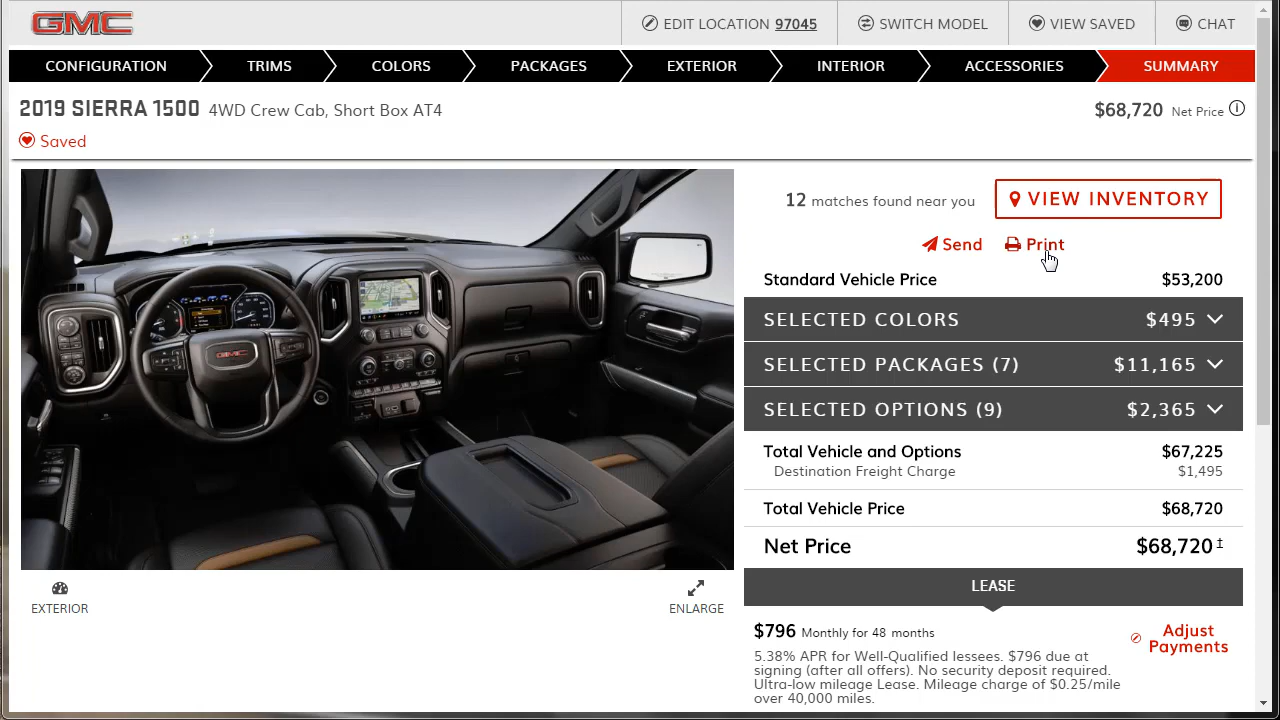 GMC
EDIT LOCATION 97045
SWITCH MODEL
VIEW SAVED
CHAT
CONFIGURATION
TRIMS
COLORS
PACKAGES
EXTERIOR
INTERIOR
ACCESSORIES
SUMMARY
2019 SIERRA 1500 4WD Crew Cab, Short Box AT4
$68,720 Net Price
Saved
12 matches found near you
VIEW INVENTORY
Send
Print
Standard Vehicle Price $53,200
SELECTED COLORS $495
SELECTED PACKAGES (7) $11,165
SELECTED OPTIONS (9) $2,365
Total Vehicle and Options $67,225
Destination Freight Charge $1,495
Total Vehicle Price $68,720
Net Price $68,720 ‡
LEASE
$796 Monthly for 48 months
Adjust
Payments
5.38% APR for Well-Qualified lessees. $796 due at
signing (after all offers). No security deposit required.
Ultra-low mileage Lease. Mileage charge of $0.25/mile
over 40,000 miles.
GMC
EXTERIOR
ENLARGE